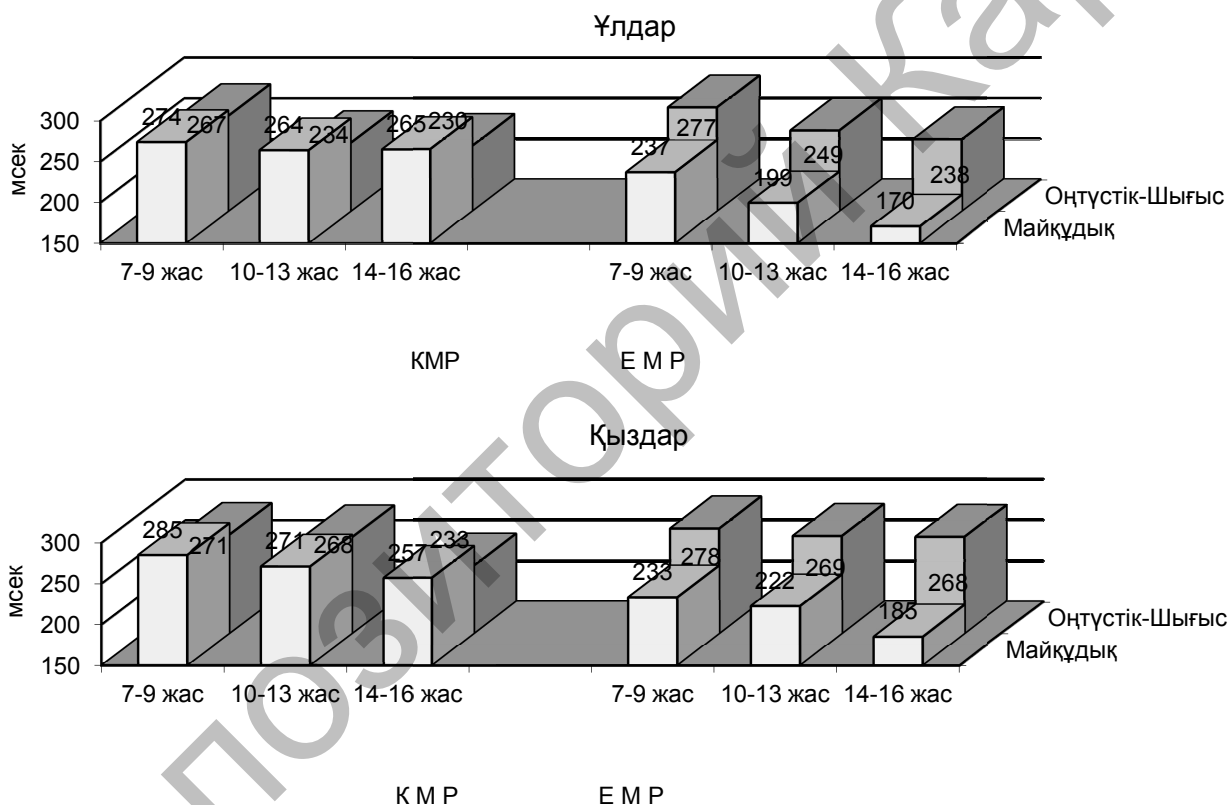 Ұлдар
300
250
200
150
мсек
274 267 264 234 265 230 237 277 199 249 170 238
Оңтүстік-Шығыс
Майқұдық
7-9 жас 10-13 жас 14-16 жас 7-9 жас 10-13 жас 14-16 жас
КМР Е М Р
Қыздар
300
250
200
150
мсек
285 271 271 268 257 233 233 278 222 269 185 268
Оңтүстік-Шығыс
Майқұдық
7-9 жас 10-13 жас 14-16 жас 7-9 жас 10-13 жас 14-16 жас
К М Р Е М Р
позиторий Ка